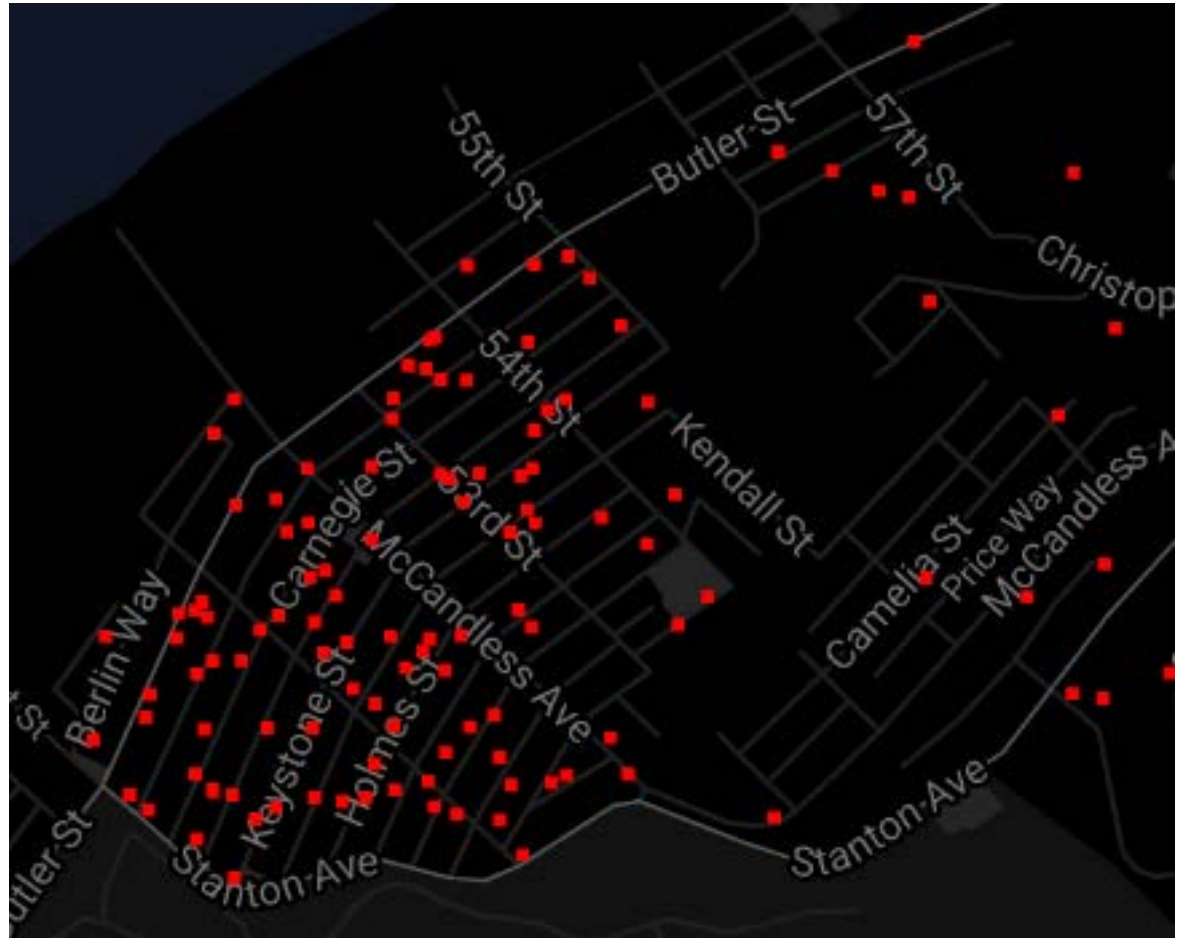 55th St
Butler St
57th St
Christop
54th St
Kendall St
Carnegie St
53rd St
McCandless Ave
Camelia St
Price Way
McCandless A
Berlin Way
Keystone St
Holmes St
t St
utler St
Stanton Ave
Stanton Ave